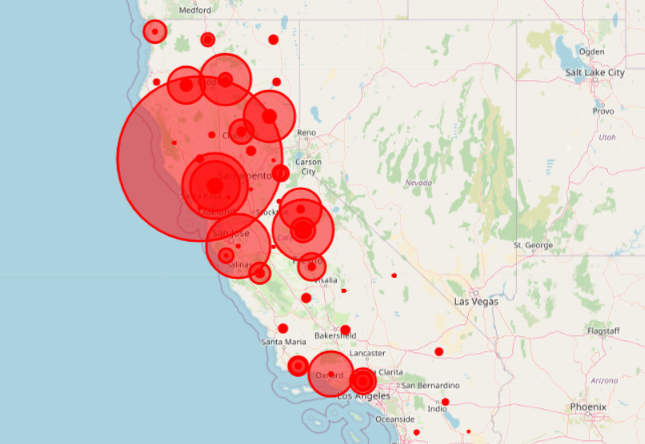 Medford
Ogden
Salt Lake City
Provo
Reno
Utah
Carson
City
Sacramento
Nevada
Stockton
San Jose
St. George
Salinas
Visalia
Las Vegas
Santa Maria
Bakersfield
Flagstaff
Lancaster
Oxnard
Clarita
San Bernardino
Arizona
Los Angeles
Indio
Phoenix
Oceanside